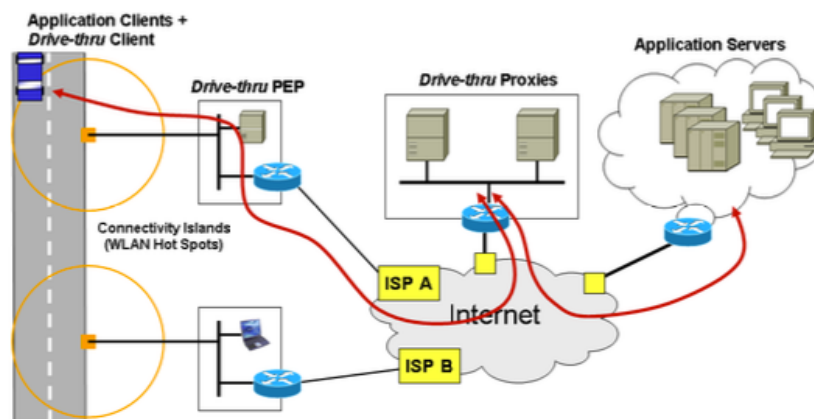 Application Clients +
Drive-thru Client
Drive-thru PEP
Drive-thru Proxies
Application Servers
Connectivity Islands
(WLAN Hot Spots)
ISP A
Internet
ISP B